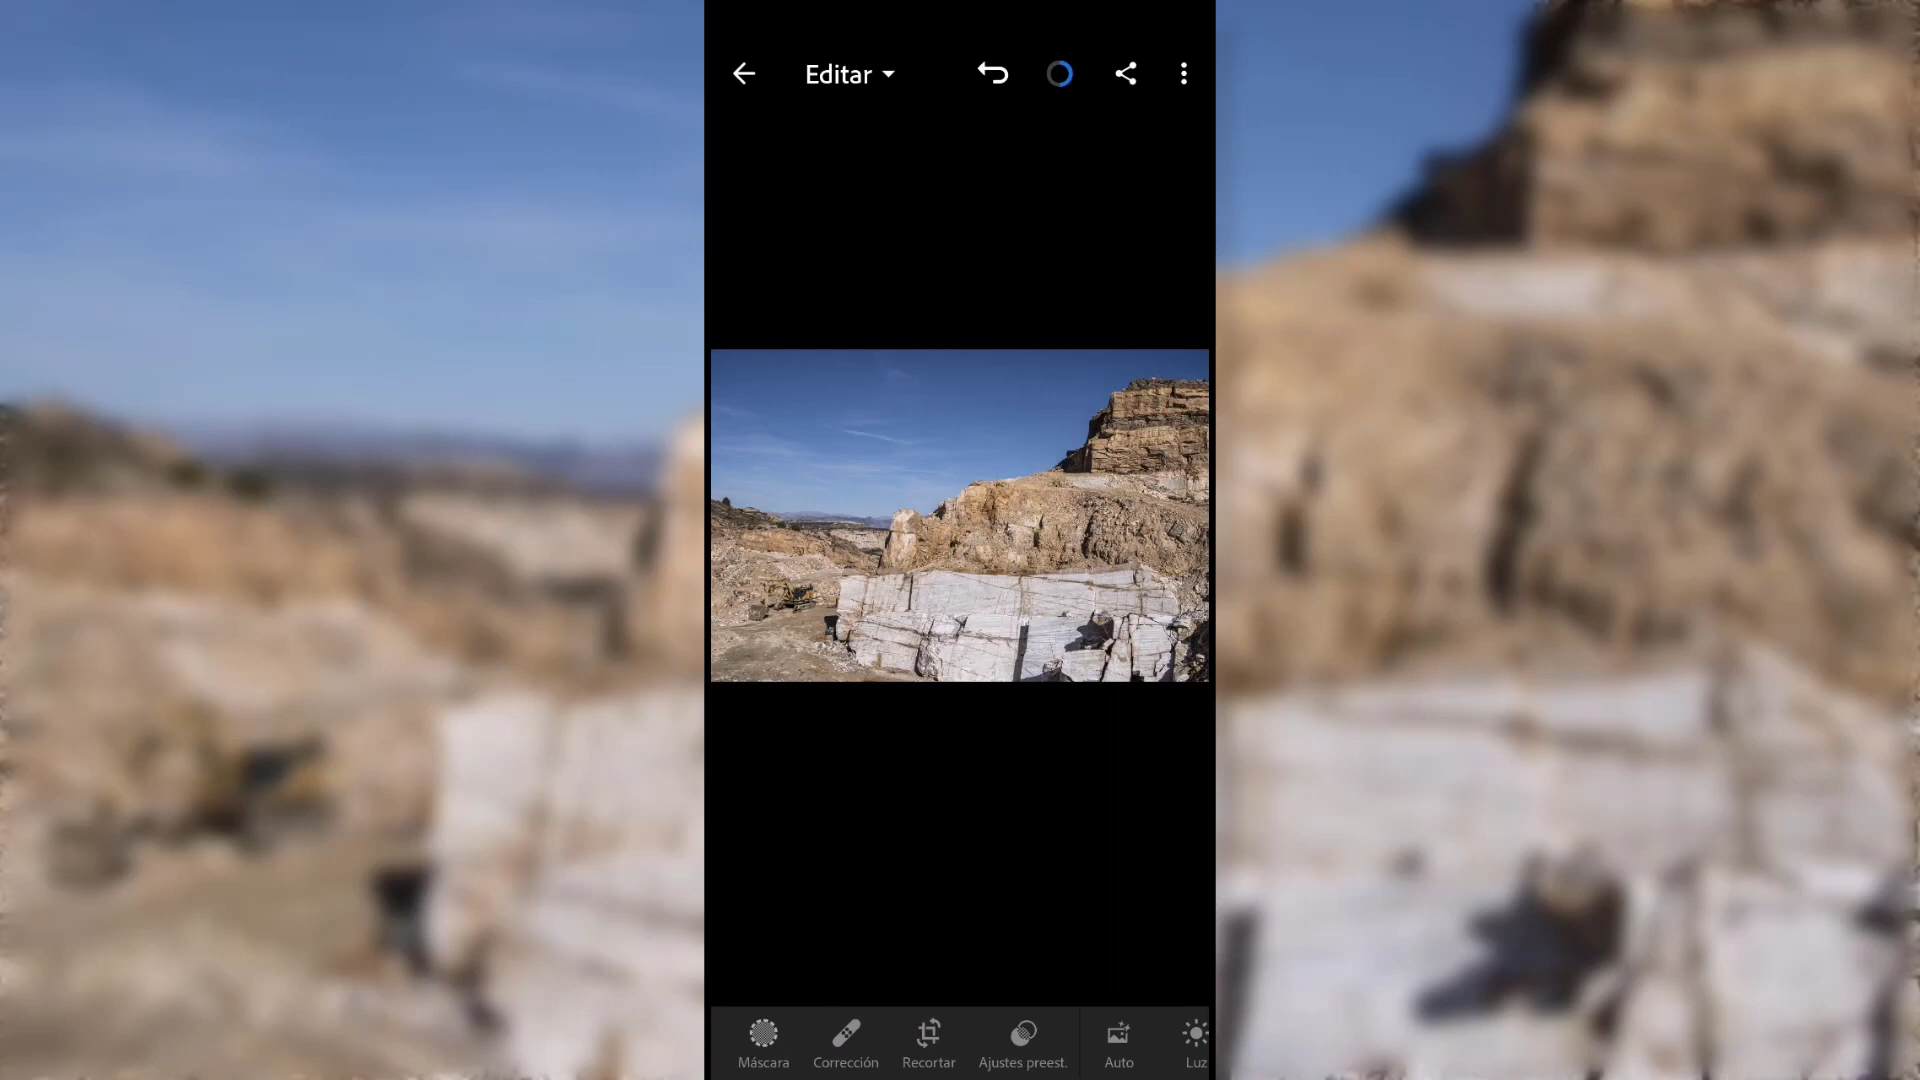 Editar
Máscara
Corrección
Recortar
Ajustes preest.
Auto
Luz